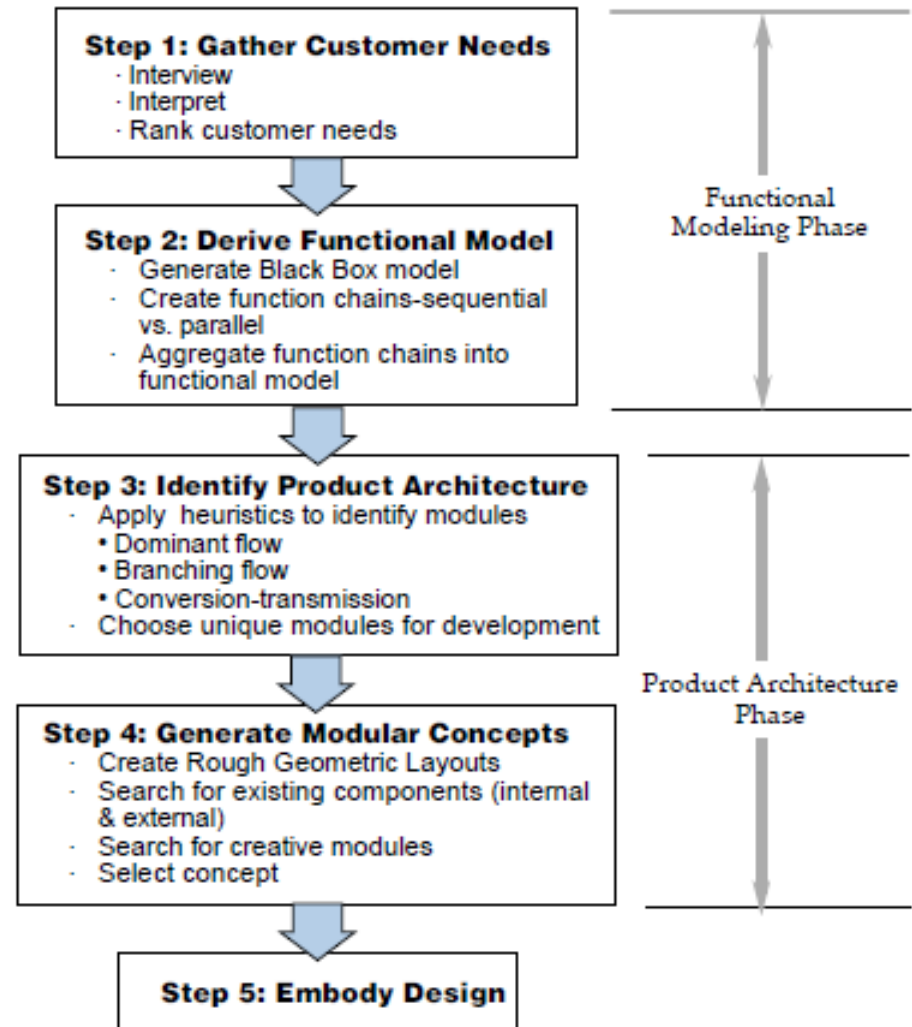 Step 1: Gather Customer Needs
· Interview
· Interpret
· Rank customer needs
Functional
Modeling Phase
Step 2: Derive Functional Model
· Generate Black Box model
· Create function chains-sequential
vs. parallel
· Aggregate function chains into
functional model
Step 3: Identify Product Architecture
· Apply heuristics to identify modules
• Dominant flow
• Branching flow
• Conversion-transmission
· Choose unique modules for development
Product Architecture
Phase
Step 4: Generate Modular Concepts
· Create Rough Geometric Layouts
· Search for existing components (internal
& external)
· Search for creative modules
· Select concept
Step 5: Embody Design